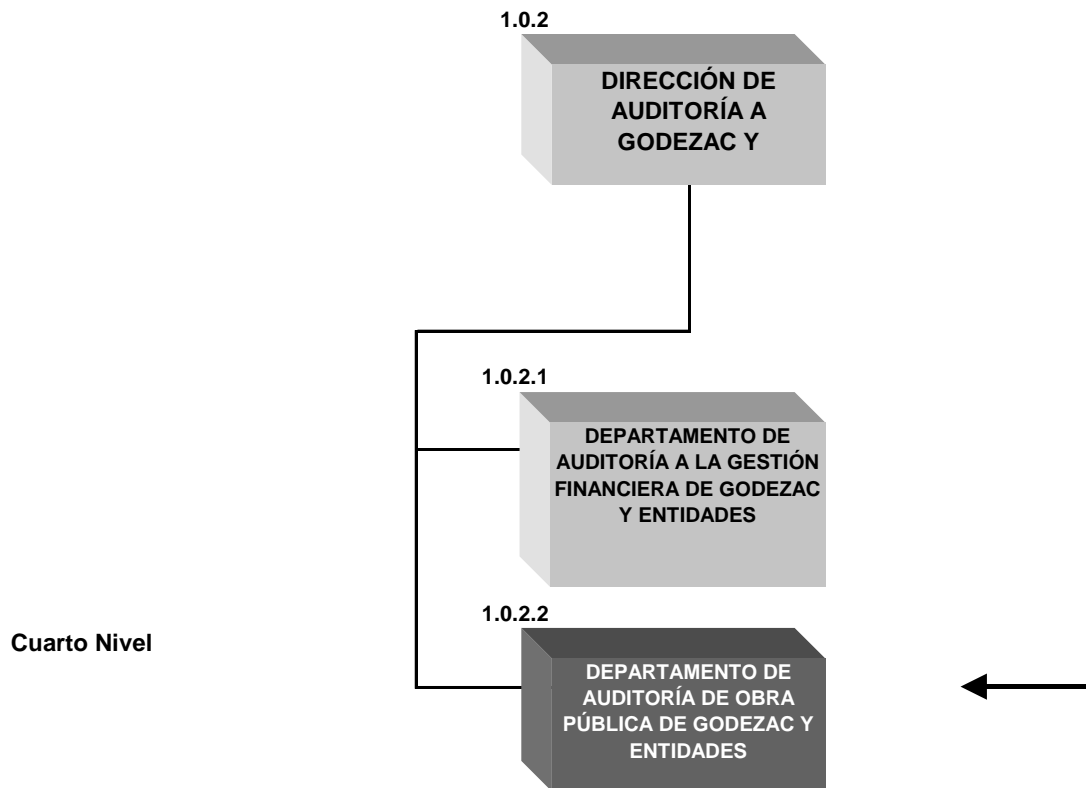 1.0.2
DIRECCIÓN DE
AUDITORÍA A
GODEZAC Y
1.0.2.1
DEPARTAMENTO DE
AUDITORÍA A LA GESTIÓN
FINANCIERA DE GODEZAC
Y ENTIDADES
1.0.2.2
Cuarto Nivel
DEPARTAMENTO DE
AUDITORÍA DE OBRA
PÚBLICA DE GODEZAC Y
ENTIDADES